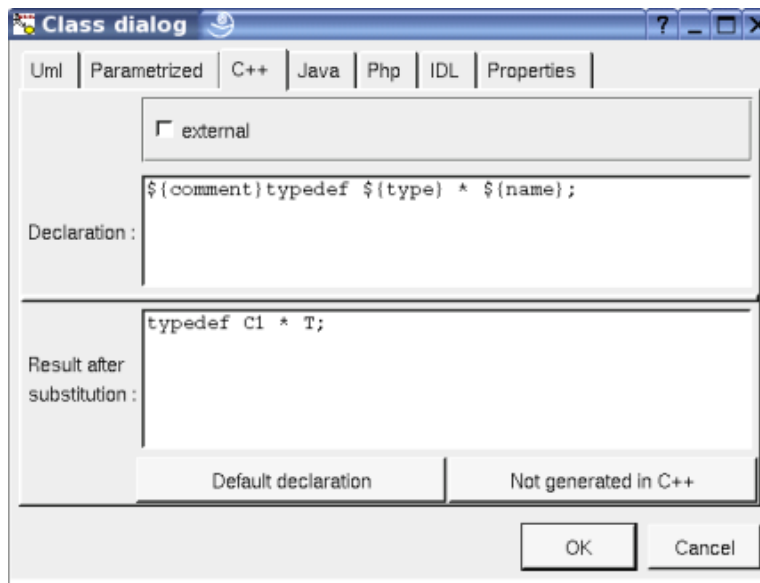 Class dialog
Uml Parametrized C++ Java Php IDL Properties
external
Declaration :
${comment}typedef ${type} * ${name};
Result after
substitution :
typedef C1 * T;
Default declaration Not generated in C++
OK Cancel